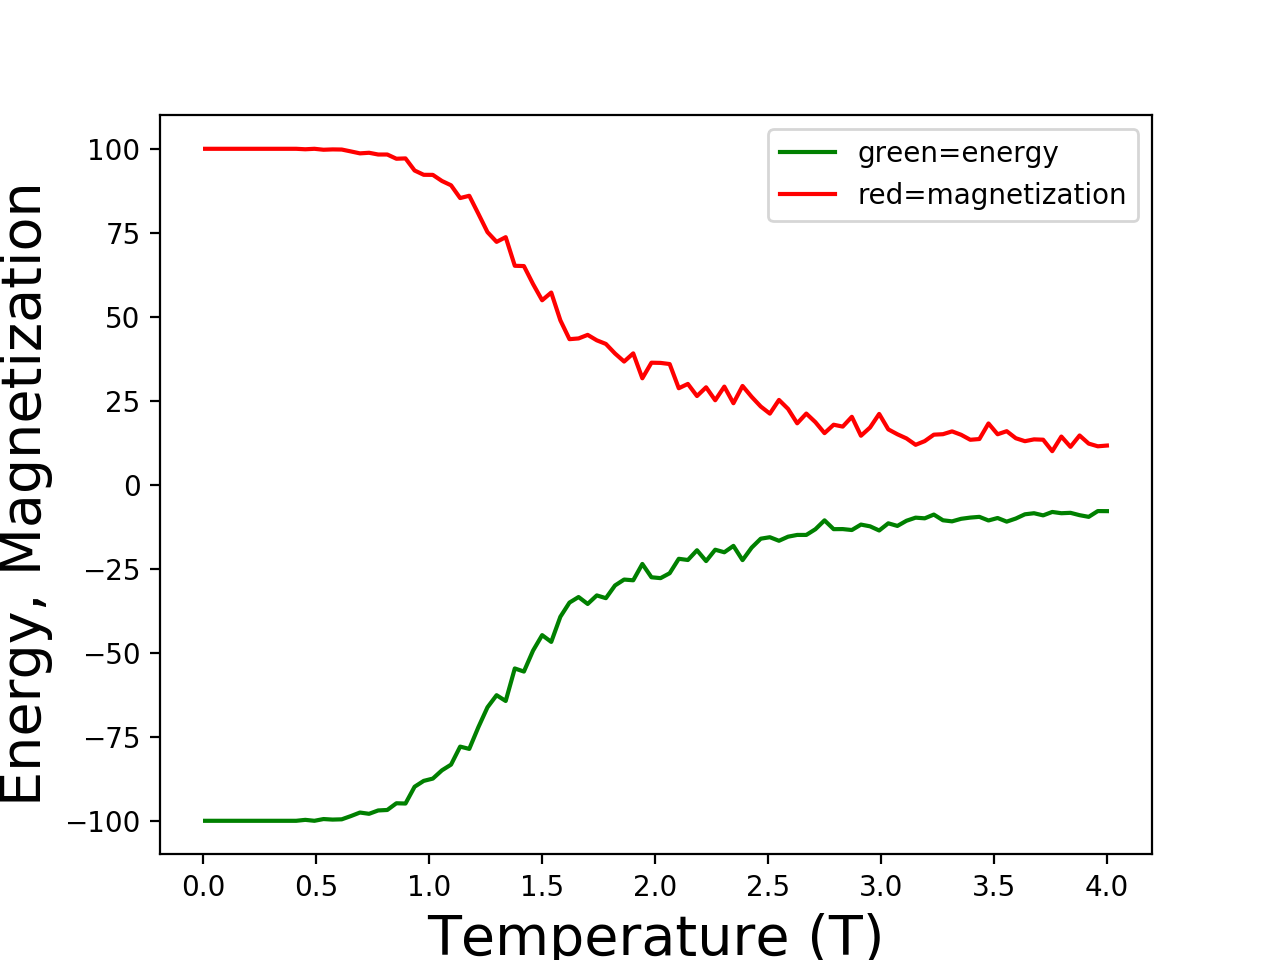 green=energy
red=magnetization
Energy, Magnetization
100
75
50
25
0
−25
−50
−75
−100
0.0 0.5 1.0 1.5 2.0 2.5 3.0 3.5 4.0
Temperature (T)